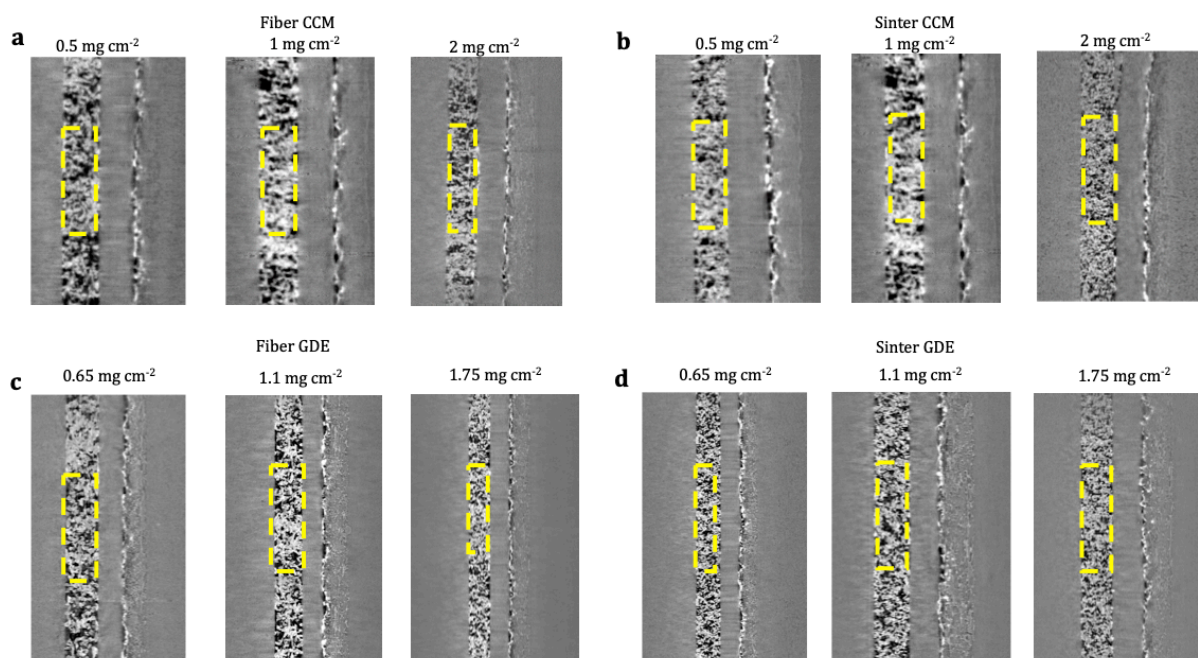 a
Fiber CCM
0.5 mg cm-2
1 mg cm-2
2 mg cm-2
b
Sinter CCM
0.5 mg cm-2
1 mg cm-2
2 mg cm-2
c
Fiber GDE
0.65 mg cm-2
1.1 mg cm-2
1.75 mg cm-2
d
Sinter GDE
0.65 mg cm-2
1.1 mg cm-2
1.75 mg cm-2